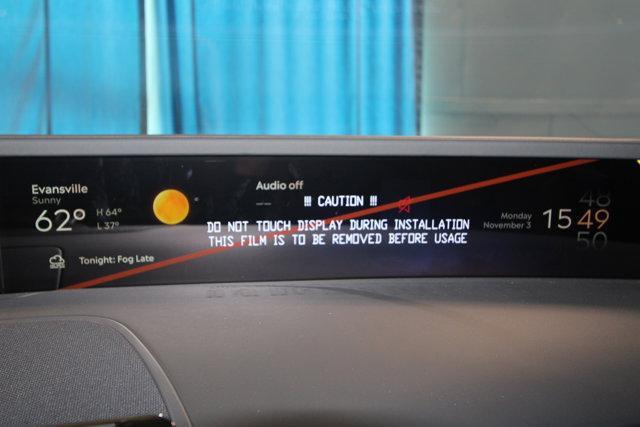 Evansville
Sunny
62°
H 64°
L 37°
Tonight: Fog Late
Audio off
--
!!! CAUTION !!!
DO NOT TOUCH DISPLAY DURING INSTALLATION
THIS FILM IS TO BE REMOVED BEFORE USAGE
Monday
November 3
48
15 49
50